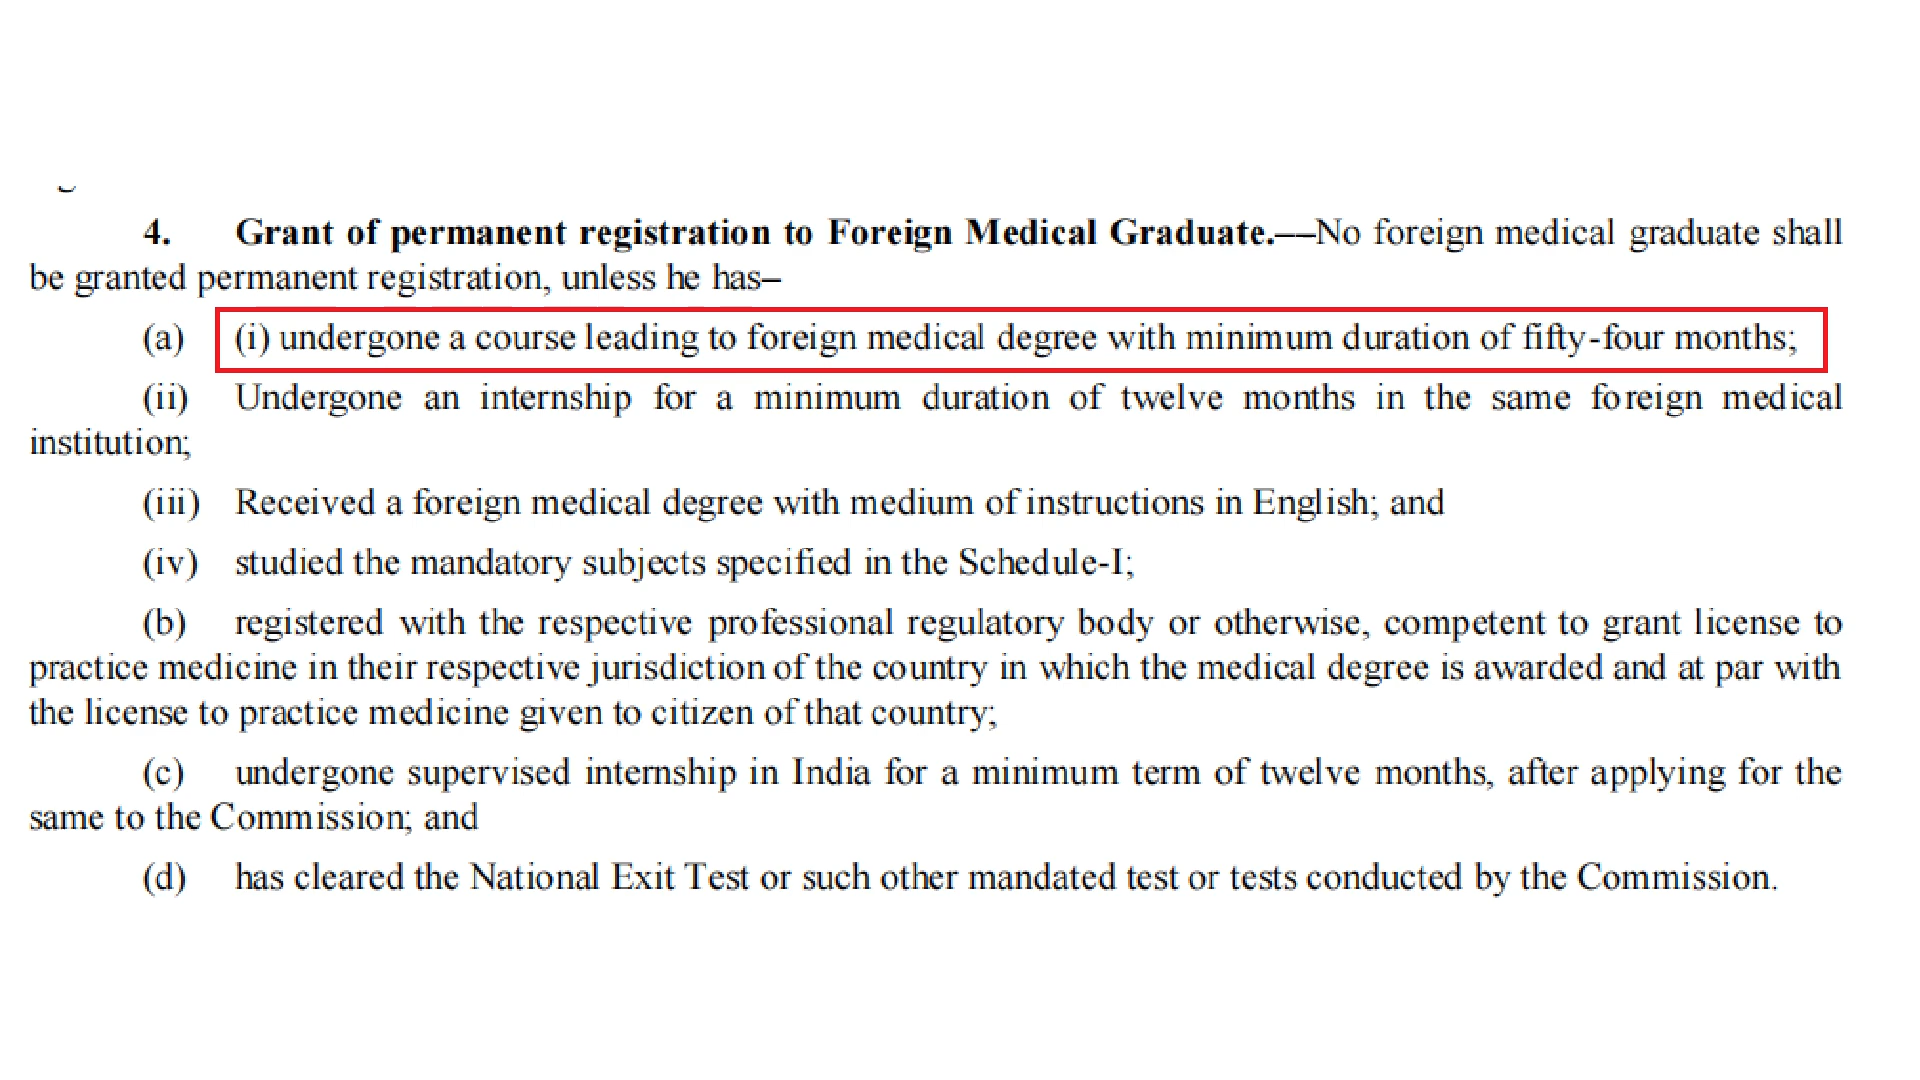 4. Grant of permanent registration to Foreign Medical Graduate.—No foreign medical graduate shall
be granted permanent registration, unless he has–
(a) (i) undergone a course leading to foreign medical degree with minimum duration of fifty-four months;
(ii) Undergone an internship for a minimum duration of twelve months in the same foreign medical
institution;
(iii) Received a foreign medical degree with medium of instructions in English; and
(iv) studied the mandatory subjects specified in the Schedule-I;
(b) registered with the respective professional regulatory body or otherwise, competent to grant license to
practice medicine in their respective jurisdiction of the country in which the medical degree is awarded and at par with
the license to practice medicine given to citizen of that country;
(c) undergone supervised internship in India for a minimum term of twelve months, after applying for the
same to the Commission; and
(d) has cleared the National Exit Test or such other mandated test or tests conducted by the Commission.